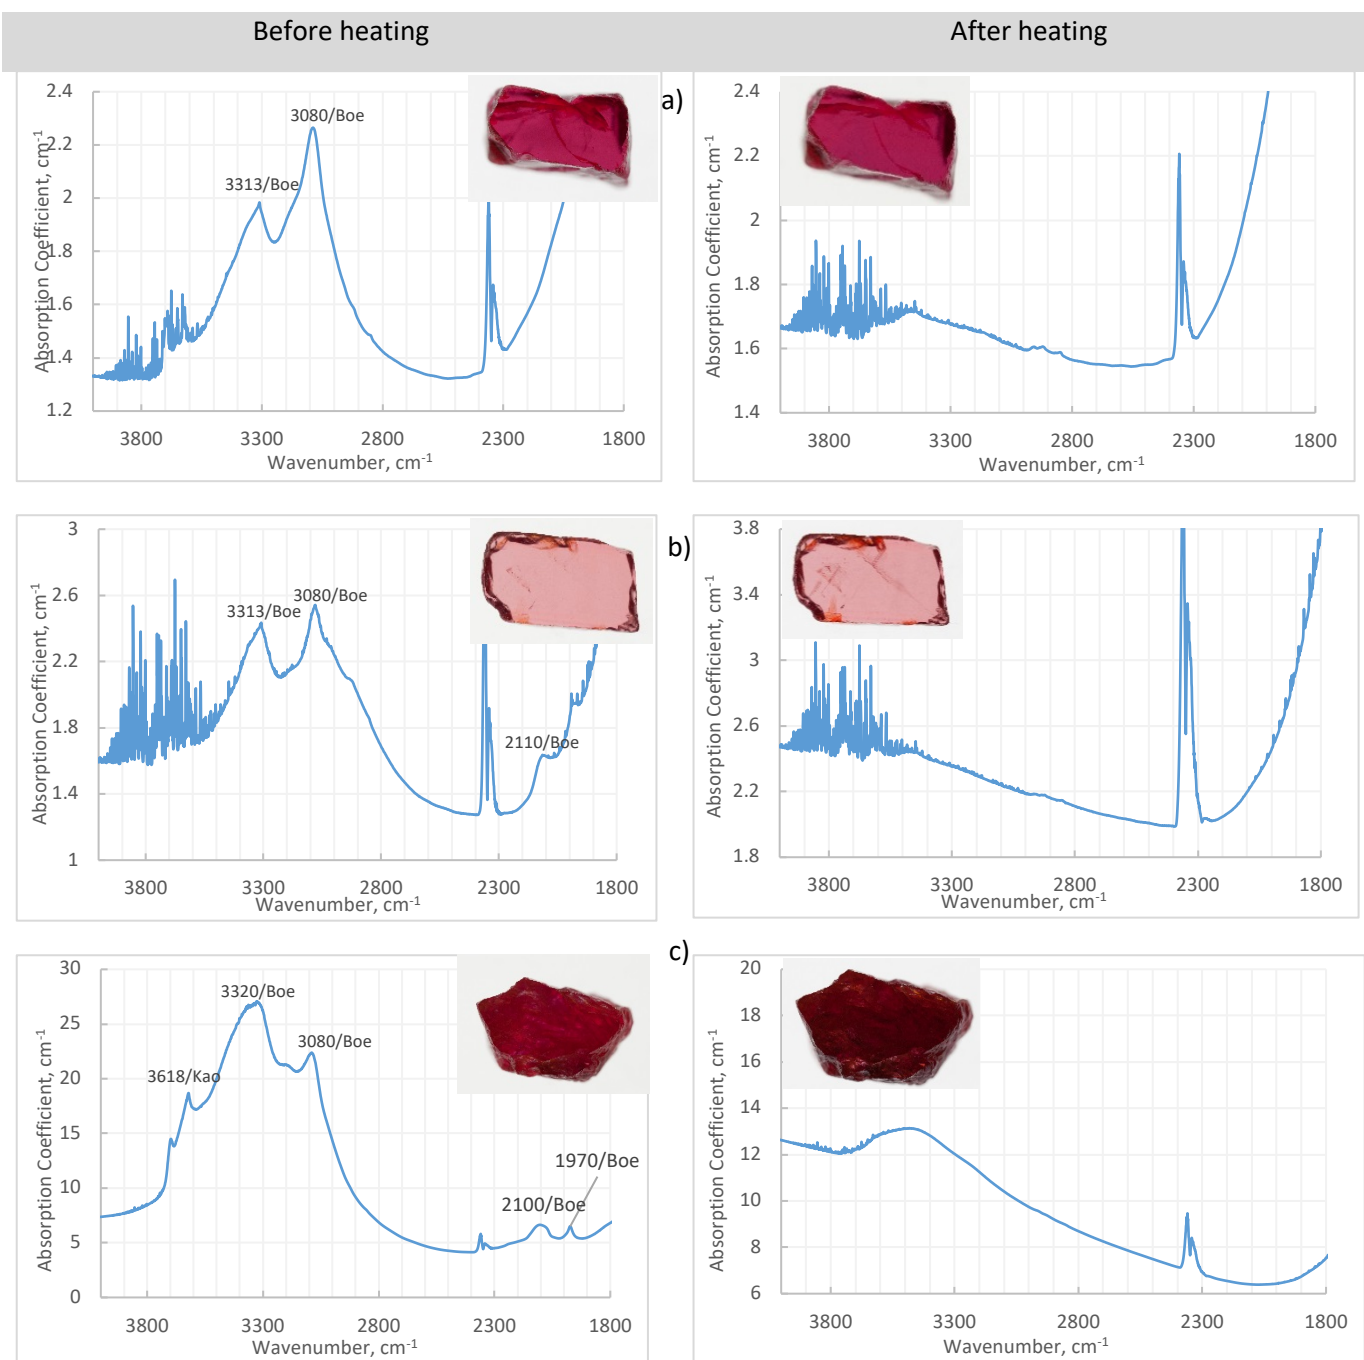 Before heating
After heating
a)
Absorption Coefficient, cm-1
2.4
2.2
2
1.8
1.6
1.4
1.2
3080/Boe
3313/Boe
3800
3300
2800
2300
1800
Wavenumber, cm-1
Absorption Coefficient, cm-1
2.4
2.2
2
1.8
1.6
1.4
3800
3300
2800
2300
1800
Wavenumber, cm-1
b)
Absorption Coefficient, cm-1
3
2.6
2.2
1.8
1.4
1
3313/Boe
3080/Boe
2110/Boe
3800
3300
2800
2300
1800
Wavenumber, cm-1
Absorption Coefficient, cm-1
3.8
3.4
3
2.6
2.2
1.8
3800
3300
2800
2300
1800
Wavenumber, cm-1
c)
Absorption Coefficient, cm-1
30
25
20
15
10
5
0
3320/Boe
3080/Boe
3618/Kao
1970/Boe
2100/Boe
3800
3300
2800
2300
1800
Wavenumber, cm-1
Absorption Coefficient, cm-1
20
18
16
14
12
10
8
6
3800
3300
2800
2300
1800
Wavenumber, cm-1